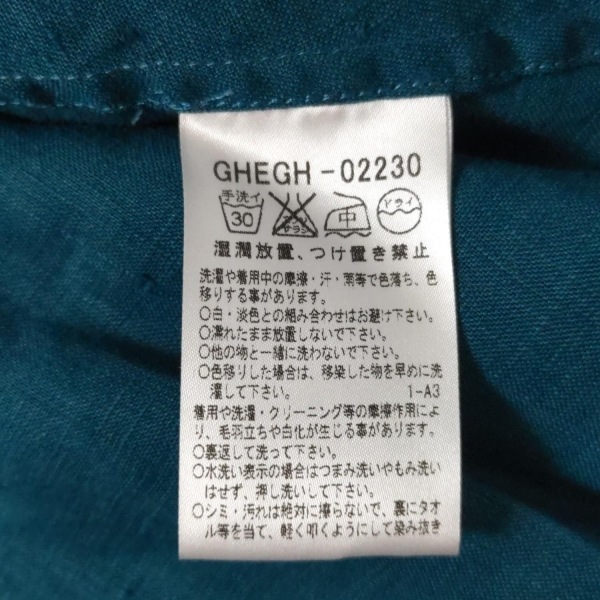 GHEGH-02230
手洗イ 30 エンソサラシ 中 ドライ
湿潤放置、つけ置き禁止
洗濯や着用中の摩擦・汗・雨等で色落ち、色
移りする事があります。
○白・淡色との組み合わせはお避け下さい。
○濡れたまま放置しないで下さい。
○他の物と一緒に洗わないで下さい。
○色移りした場合は、移染した物を早めに洗
濯して下さい。 1-A3
着用や洗濯・クリーニング等の摩擦作用によ
り、毛羽立ちや白化が生じる事があります。
○裏返して洗って下さい。
○水洗い表示の場合はつまみ洗いやもみ洗い
はせず、押し洗いして下さい。
○シミ・汚れは絶対に擦らないで、裏にタオ
ル等を当て、軽く叩くようにして染み抜き